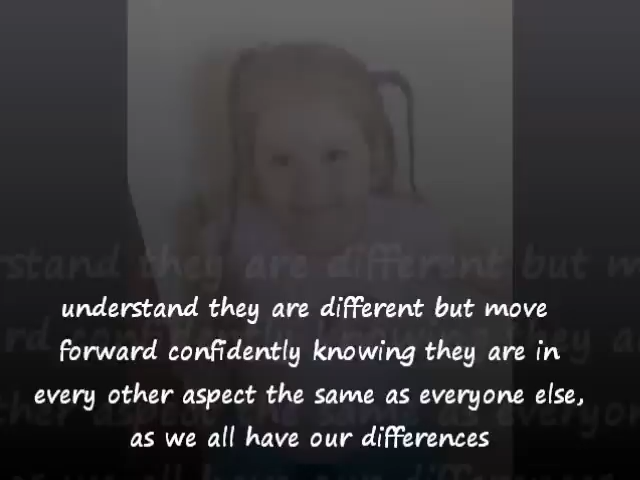 understand they are different but move
forward confidently knowing they are in
every other aspect the same as everyone else,
as we all have our differences